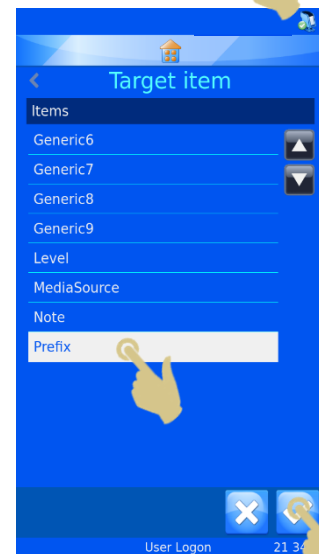 Target item
Items
Generic6
Generic7
Generic8
Generic9
Level
MediaSource
Note
Prefix
User Logon
21 34